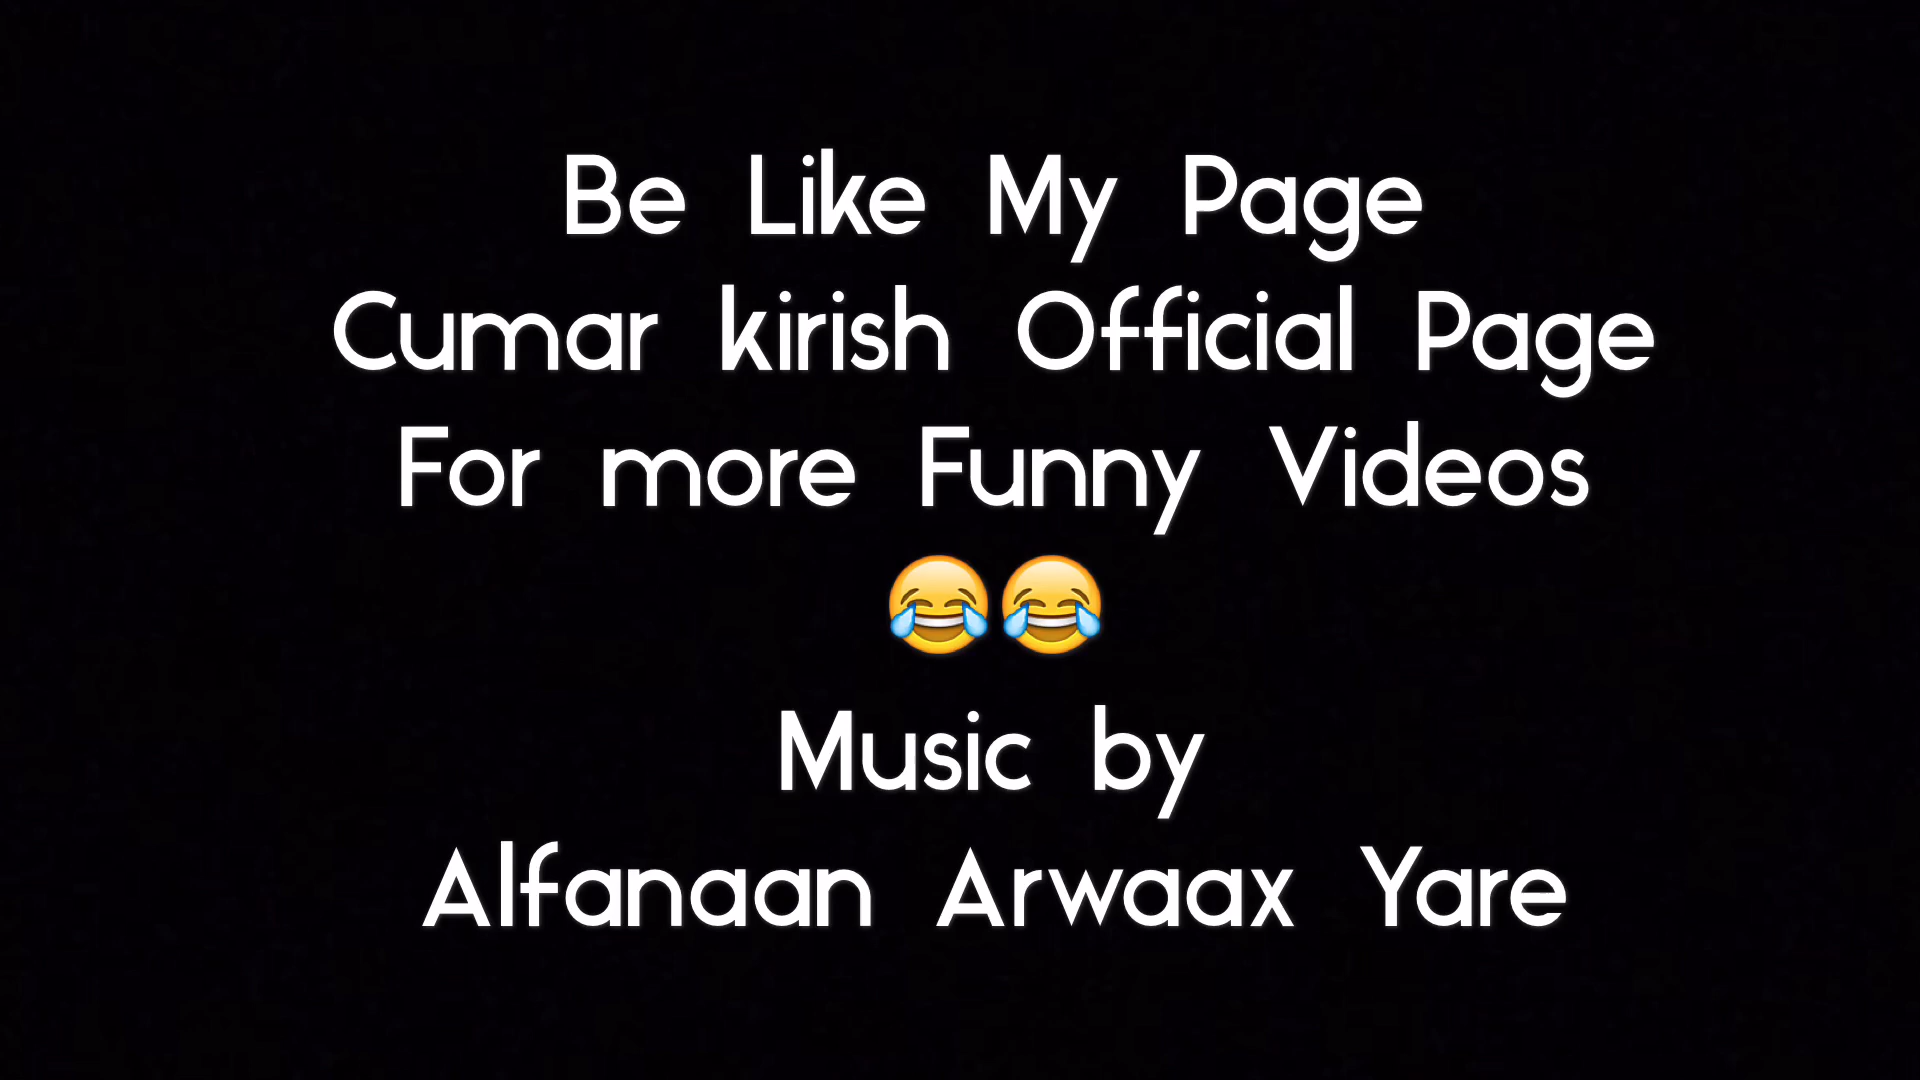 Be Like My Page
Cumar kirish Official Page
For more Funny Videos
😂😂
Music by
Alfanaan Arwaax Yare